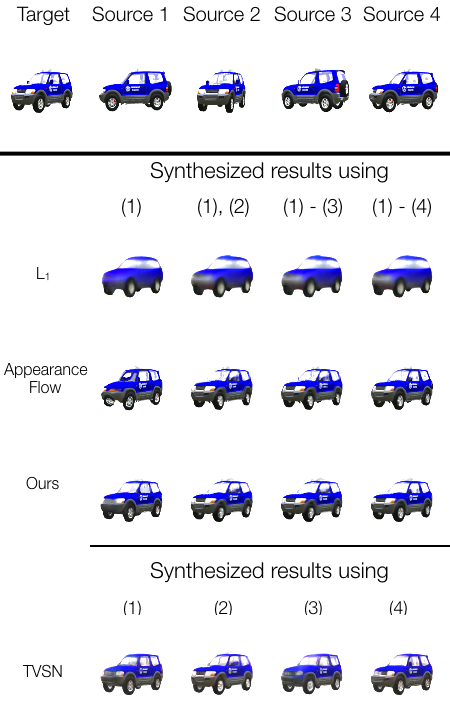 Target Source 1 Source 2 Source 3 Source 4
Synthesized results using
(1) (1), (2) (1) - (3) (1) - (4)
L₁
Appearance
Flow
Ours
Synthesized results using
(1) (2) (3) (4)
TVSN